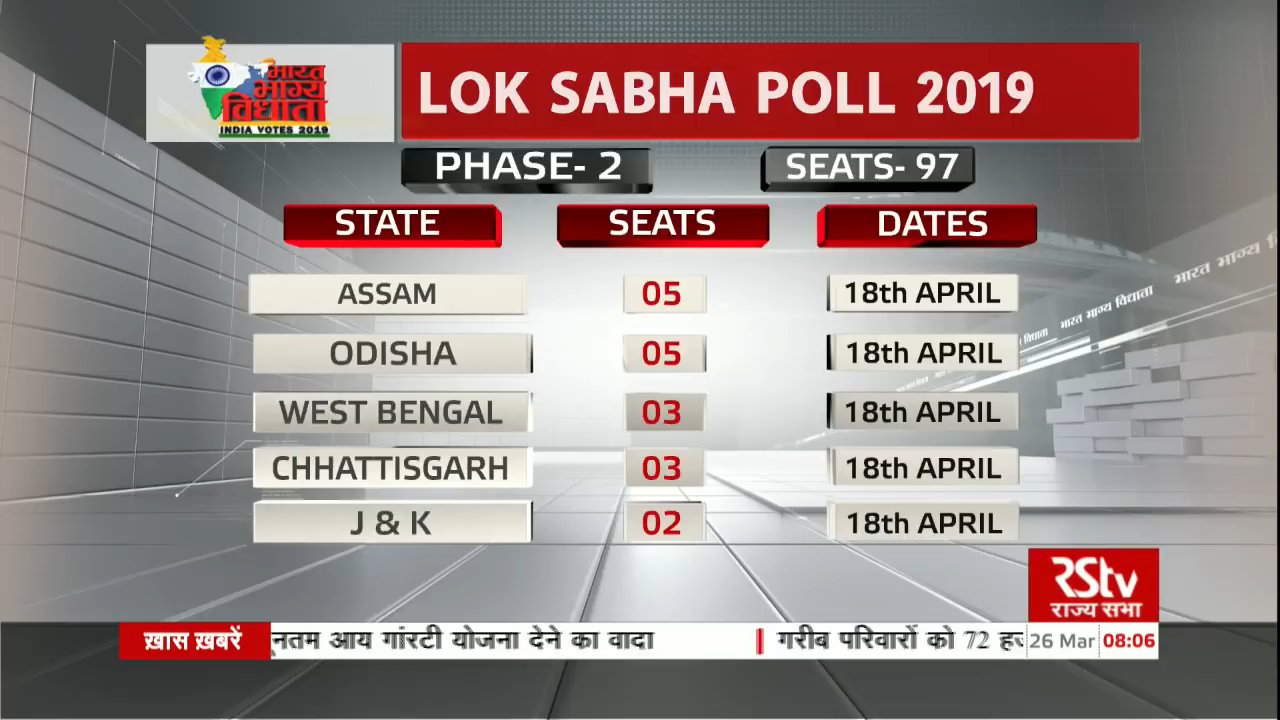 भारत
भाग्य
विधाता
INDIA VOTES 2019
LOK SABHA POLL 2019
PHASE- 2 SEATS- 97
STATE SEATS DATES
ASSAM 05 18th APRIL
ODISHA 05 18th APRIL
WEST BENGAL 03 18th APRIL
CHHATTISGARH 03 18th APRIL
J & K 02 18th APRIL
भारत भाग्य विधाता भारत भाग्य वि
RStv
राज्य सभा
ख़ास ख़बरें नतम आय गांरटी योजना देने का वादा गरीब परिवारों को 72 26 Mar 08:06